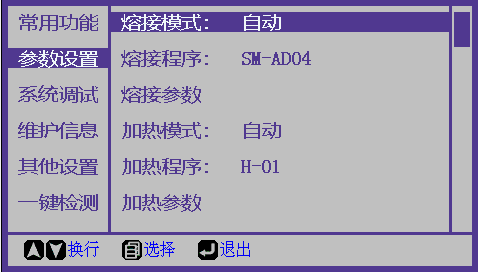 常用功能
参数设置
系统调试
维护信息
其他设置
一键检测
熔接模式: 自动
熔接程序: SM-AD04
熔接参数
加热模式: 自动
加热程序: H-01
加热参数
换行 选择 退出